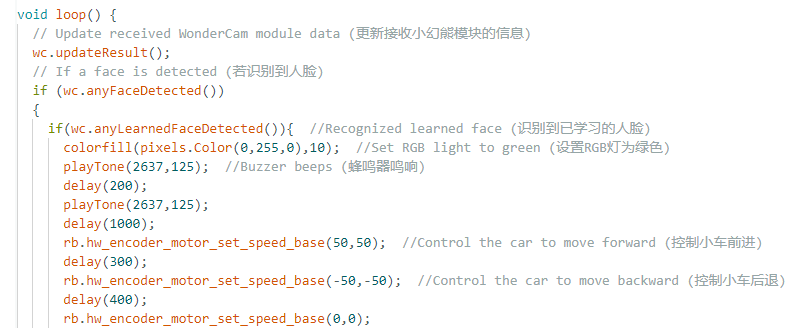 void loop() {
// Update received WonderCam module data (更新接收小幻熊模块的信息)
wc.updateResult();
// If a face is detected (若识别到人脸)
if (wc.anyFaceDetected())
{
if(wc.anyLearnedFaceDetected()){ //Recognized learned face (识别到已学习的人脸)
colorfill(pixels.Color(0,255,0),10); //Set RGB light to green (设置RGB灯为绿色)
playTone(2637,125); //Buzzer beeps (蜂鸣器鸣响)
delay(200);
playTone(2637,125);
delay(1000);
rb.hw_encoder_motor_set_speed_base(50,50); //Control the car to move forward (控制小车前进)
delay(300);
rb.hw_encoder_motor_set_speed_base(-50,-50); //Control the car to move backward (控制小车后退)
delay(400);
rb.hw_encoder_motor_set_speed_base(0,0);